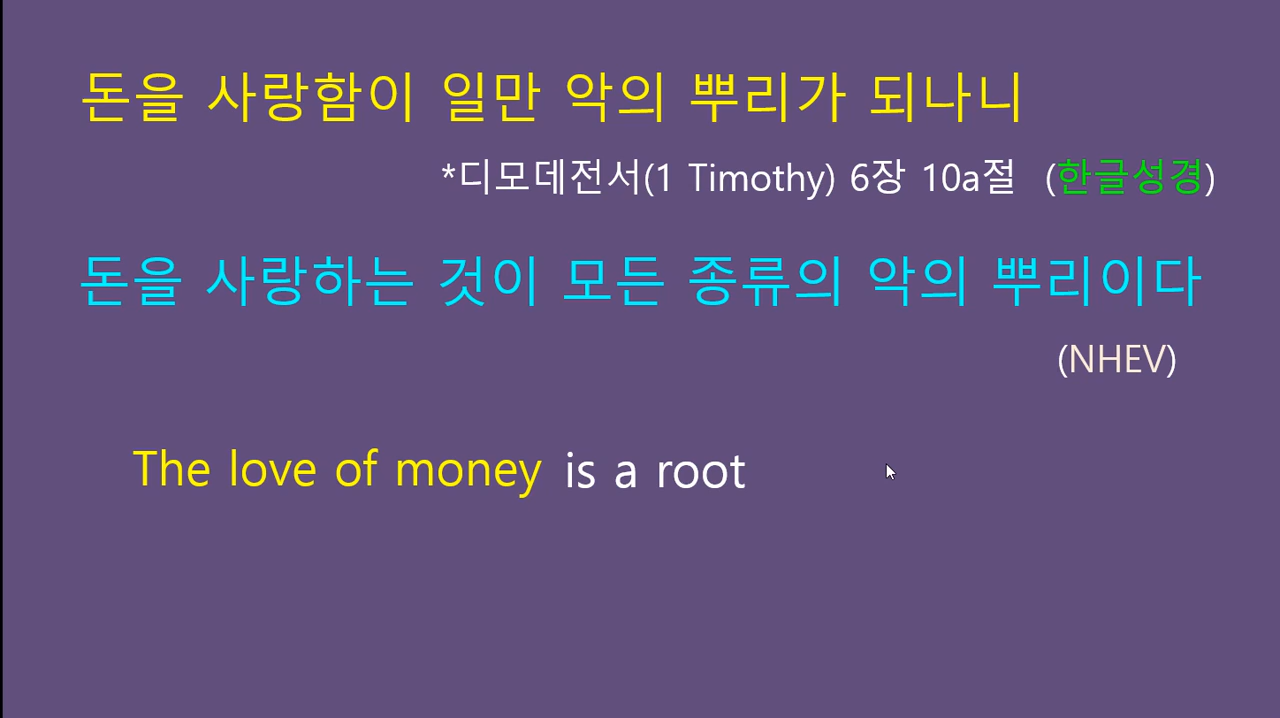 돈을 사랑함이 일만 악의 뿌리가 되나니
*디모데전서(1 Timothy) 6장 10a절 (한글성경)
돈을 사랑하는 것이 모든 종류의 악의 뿌리이다
(NHEV)
The love of money is a root